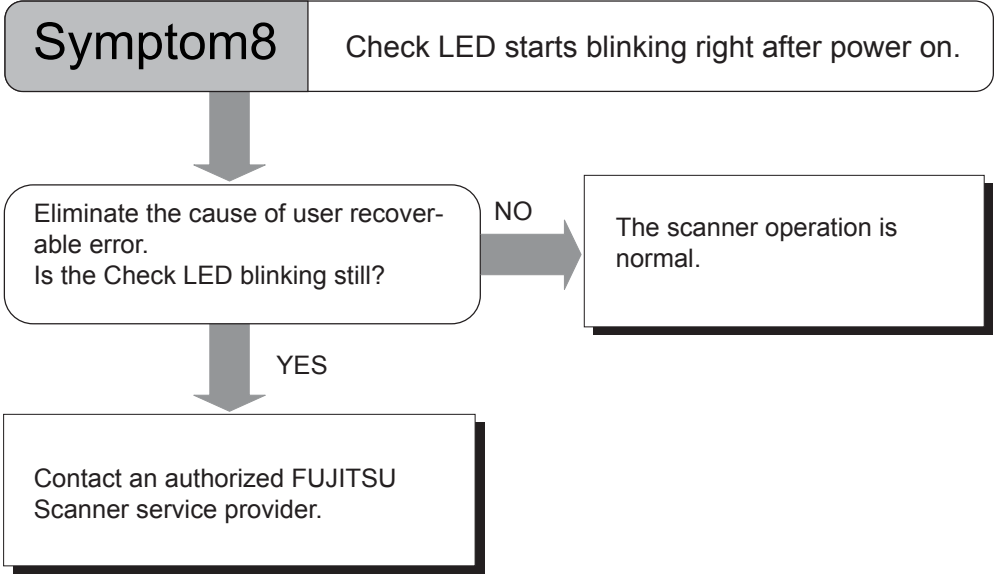 Symptom8
Check LED starts blinking right after power on.
Eliminate the cause of user recover-
able error.
Is the Check LED blinking still?
NO
The scanner operation is
normal.
YES
Contact an authorized FUJITSU
Scanner service provider.